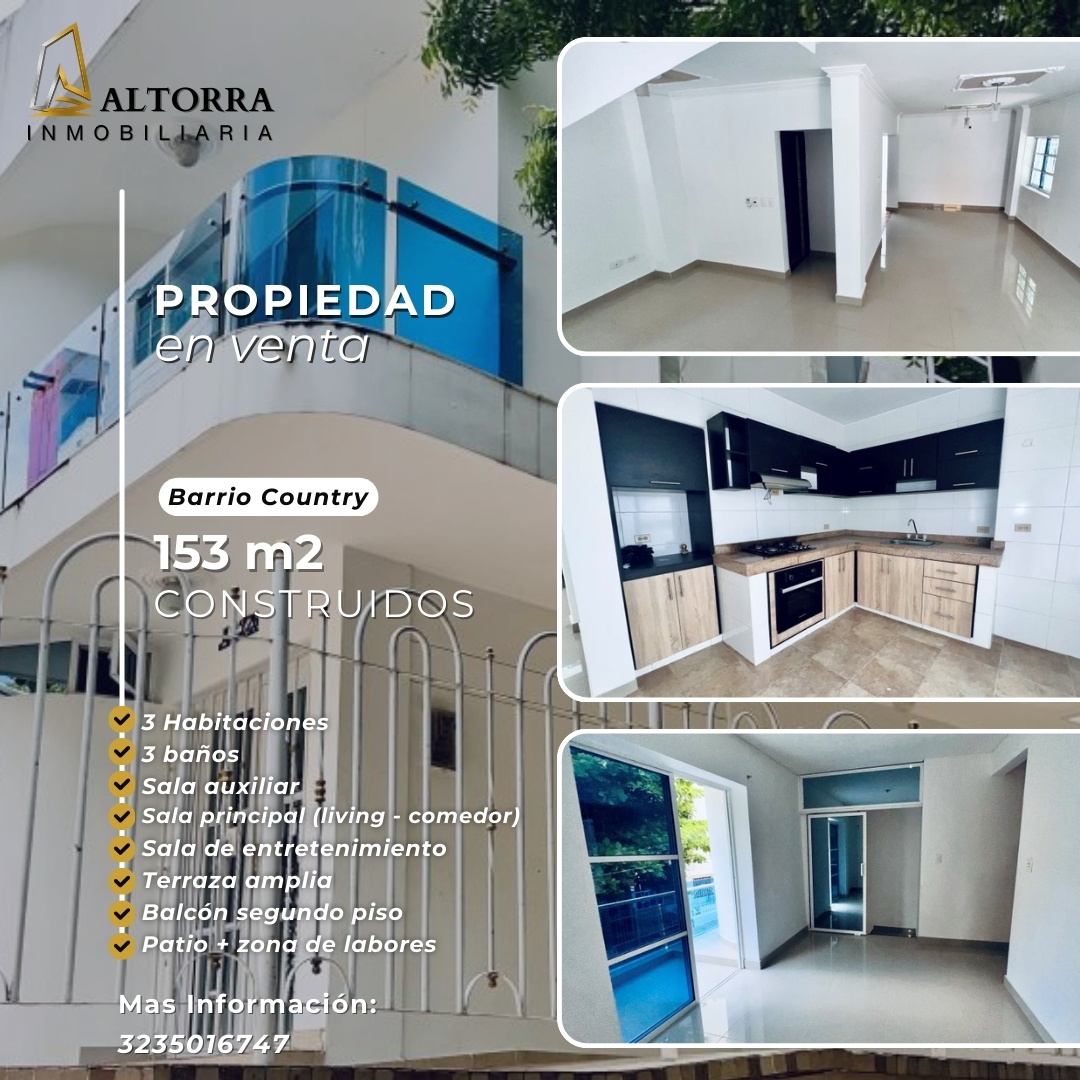 ALTORRA
INMOBILIARIA
PROPIEDAD
en venta
Barrio Country
153 m2
CONSTRUIDOS
3 Habitaciones
3 baños
Sala auxiliar
Sala principal (living - comedor)
Sala de entretenimiento
Terraza amplia
Balcón segundo piso
Patio + zona de labores
Mas Información:
3235016747